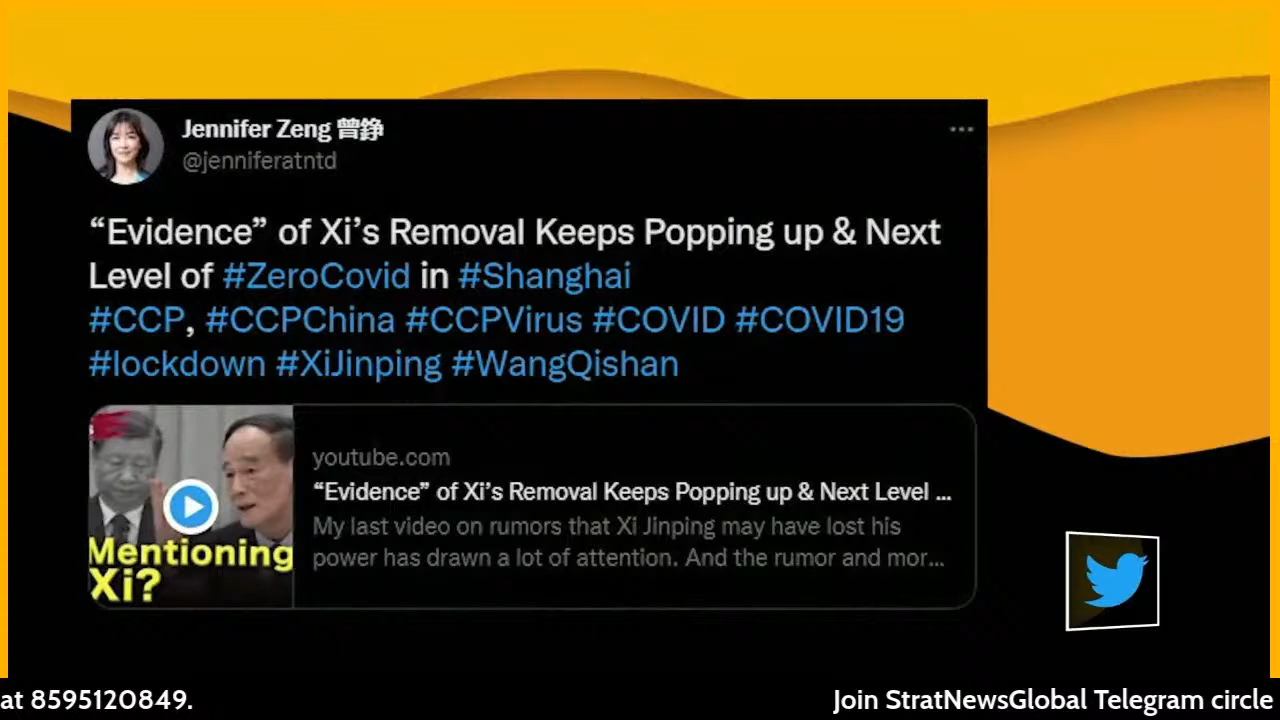 Jennifer Zeng 曾錚
@jenniferatntd
“Evidence” of Xi’s Removal Keeps Popping up & Next
Level of #ZeroCovid in #Shanghai
#CCP, #CCPChina #CCPVirus #COVID #COVID19
#lockdown #XiJinping #WangQishan
Mentioning
Xi?
youtube.com
“Evidence” of Xi’s Removal Keeps Popping up & Next Level ...
My last video on rumors that Xi Jinping may have lost his
power has drawn a lot of attention. And the rumor and mor...
at 8595120849.
Join StratNewsGlobal Telegram circle